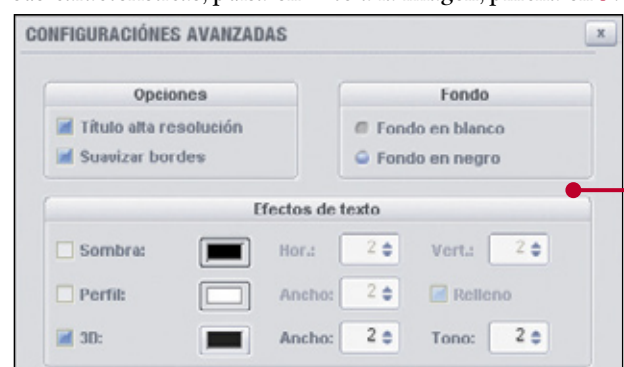 CONFIGURACIÓNES AVANZADAS x
Opciones
Título alta resolución
Suavizar bordes
Fondo
Fondo en blanco
Fondo en negro
Efectos de texto
Sombra: Hor.: 2 Vert.: 2
Perfil: Ancho: 2 Relleno
3D: Ancho: 2 Tono: 2